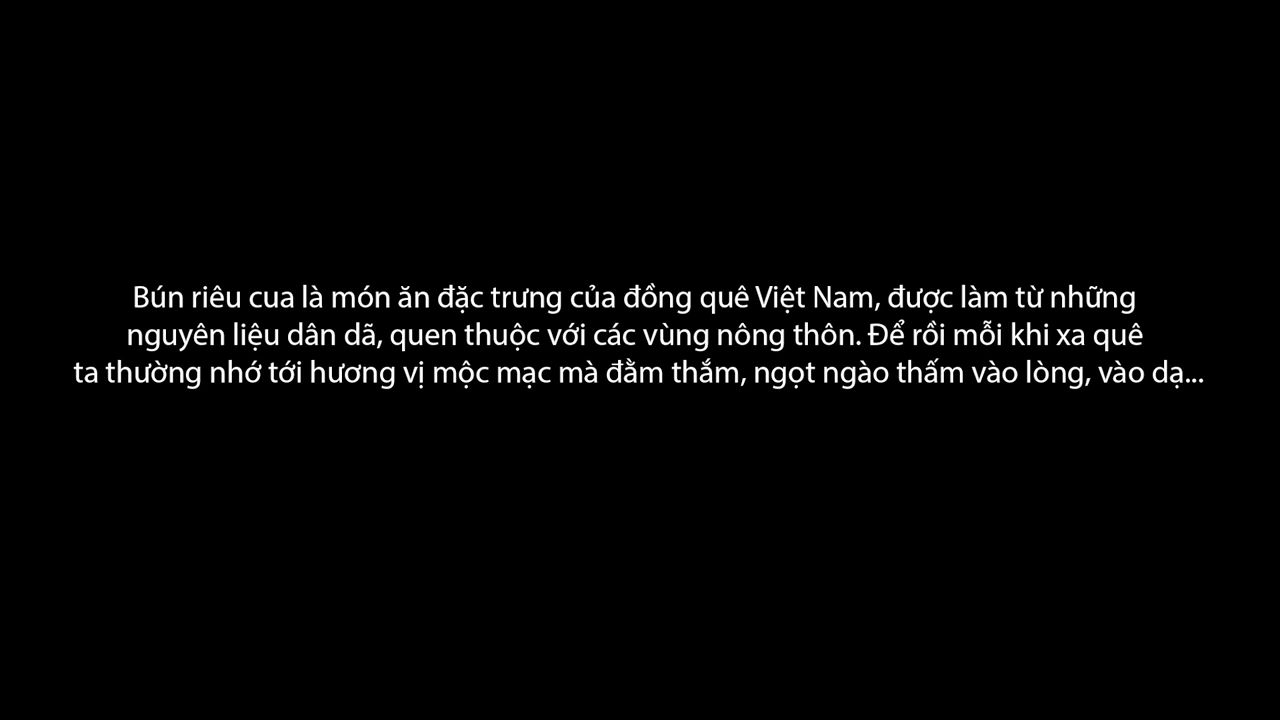 Bún riêu cua là món ăn đặc trưng của đồng quê Việt Nam, được làm từ những
nguyên liệu dân dã, quen thuộc với các vùng nông thôn. Để rồi mỗi khi xa quê
ta thường nhớ tới hương vị mộc mạc mà đằm thắm, ngọt ngào thấm vào lòng, vào dạ...